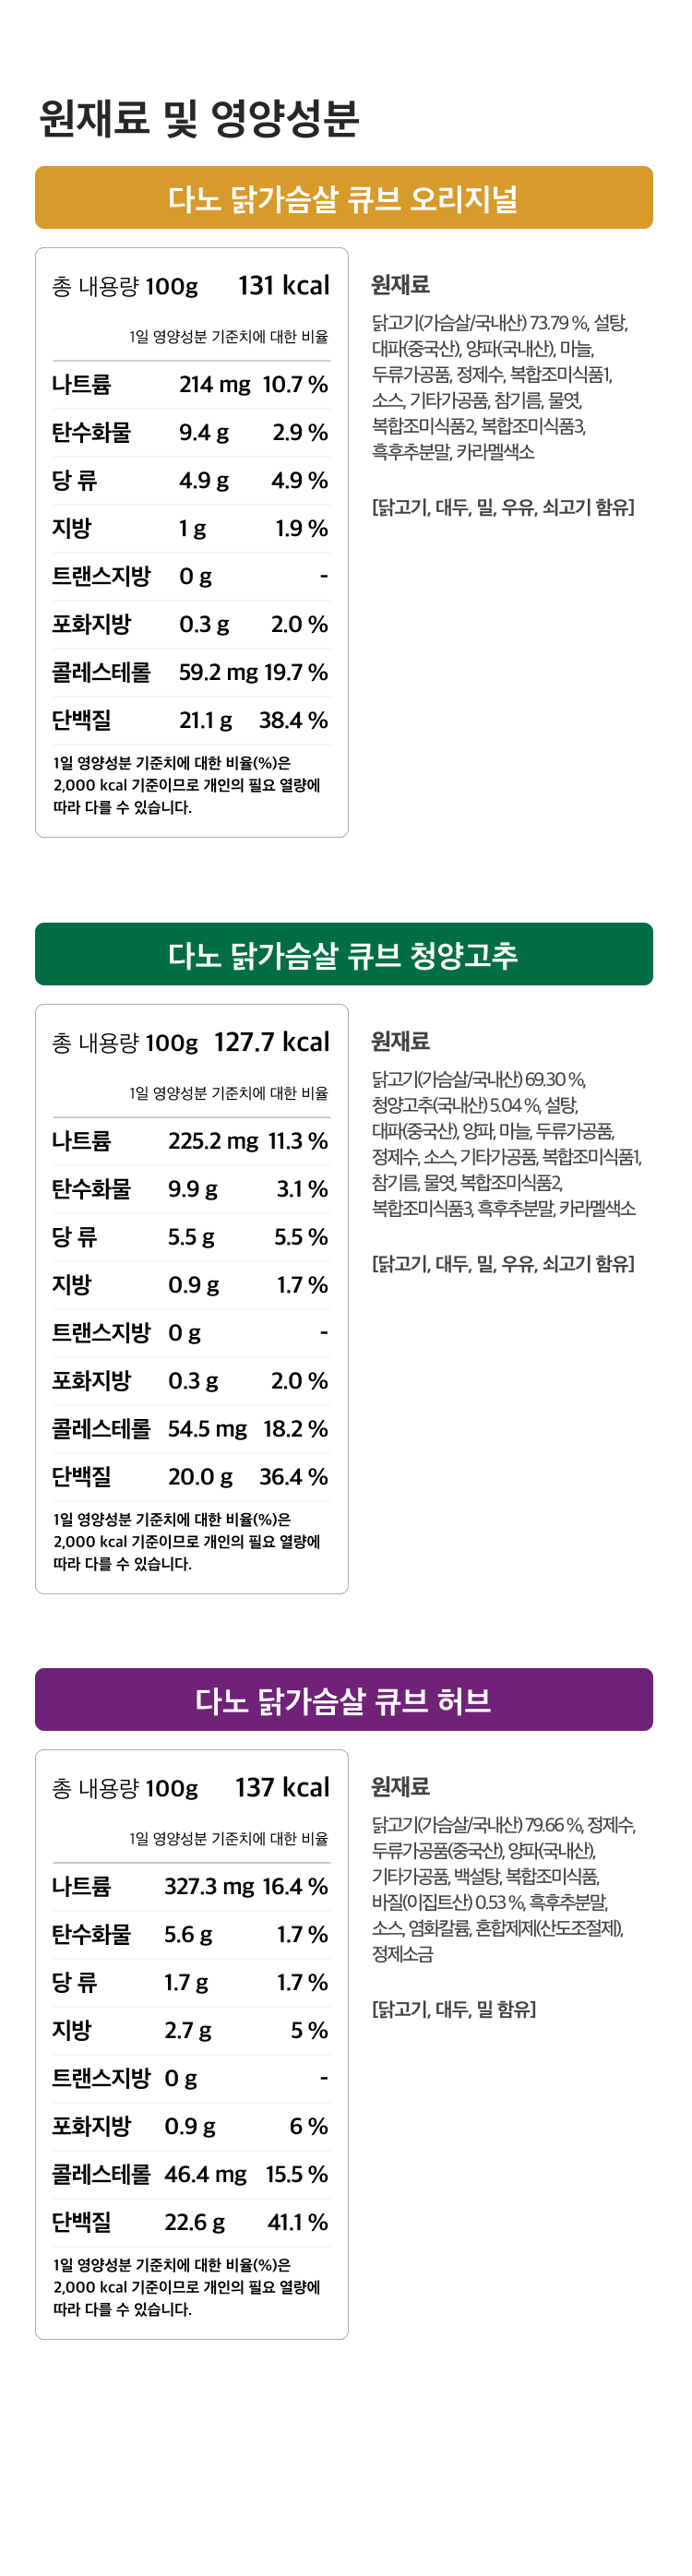 원재료 및 영양성분
다노 닭가슴살 큐브 오리지널
총 내용량 100g 131 kcal
1일 영양성분 기준치에 대한 비율
나트륨 214 mg 10.7 %
탄수화물 9.4 g 2.9 %
당 류 4.9 g 4.9 %
지방 1 g 1.9 %
트랜스지방 0 g -
포화지방 0.3 g 2.0 %
콜레스테롤 59.2 mg 19.7 %
단백질 21.1 g 38.4 %
1일 영양성분 기준치에 대한 비율(%)은
2,000 kcal 기준이므로 개인의 필요 열량에
따라 다를 수 있습니다.
원재료
닭고기(가슴살/국내산) 73.79 %, 설탕,
대파(중국산), 양파(국내산), 마늘,
두류가공품, 정제수, 복합조미식품1,
소스, 기타가공품, 참기름, 물엿,
복합조미식품2, 복합조미식품3,
흑후추분말, 카라멜색소
[닭고기, 대두, 밀, 우유, 쇠고기 함유]
다노 닭가슴살 큐브 청양고추
총 내용량 100g 127.7 kcal
1일 영양성분 기준치에 대한 비율
나트륨 225.2 mg 11.3 %
탄수화물 9.9 g 3.1 %
당 류 5.5 g 5.5 %
지방 0.9 g 1.7 %
트랜스지방 0 g -
포화지방 0.3 g 2.0 %
콜레스테롤 54.5 mg 18.2 %
단백질 20.0 g 36.4 %
1일 영양성분 기준치에 대한 비율(%)은
2,000 kcal 기준이므로 개인의 필요 열량에
따라 다를 수 있습니다.
원재료
닭고기(가슴살/국내산) 69.30 %,
청양고추(국내산) 5.04 %, 설탕,
대파(중국산), 양파, 마늘, 두류가공품,
정제수, 소스, 기타가공품, 복합조미식품1,
참기름, 물엿, 복합조미식품2,
복합조미식품3, 흑후추분말, 카라멜색소
[닭고기, 대두, 밀, 우유, 쇠고기 함유]
다노 닭가슴살 큐브 허브
총 내용량 100g 137 kcal
1일 영양성분 기준치에 대한 비율
나트륨 327.3 mg 16.4 %
탄수화물 5.6 g 1.7 %
당 류 1.7 g 1.7 %
지방 2.7 g 5 %
트랜스지방 0 g -
포화지방 0.9 g 6 %
콜레스테롤 46.4 mg 15.5 %
단백질 22.6 g 41.1 %
1일 영양성분 기준치에 대한 비율(%)은
2,000 kcal 기준이므로 개인의 필요 열량에
따라 다를 수 있습니다.
원재료
닭고기(가슴살/국내산) 79.66 %, 정제수,
두류가공품(중국산), 양파(국내산),
기타가공품, 백설탕, 복합조미식품,
바질(이집트산) 0.53 %, 흑후추분말,
소스, 염화칼륨, 혼합제제(산도조절제),
정제소금
[닭고기, 대두, 밀 함유]